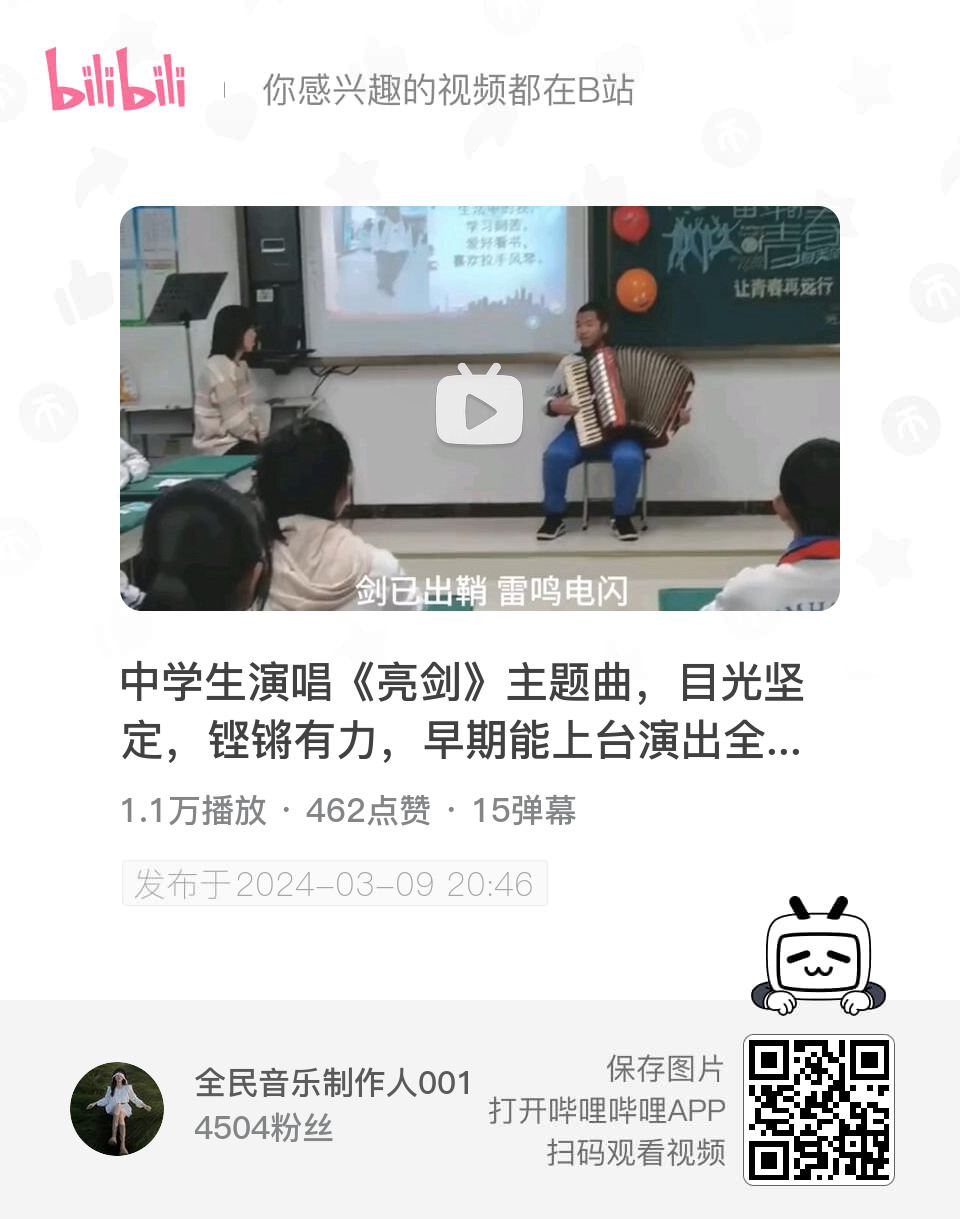 bilibili
你感兴趣的视频都在B站
学习刻苦。
爱好看书。
喜欢拉手风琴。
让青春再远行
剑已出鞘 雷鸣电闪
中学生演唱《亮剑》主题曲，目光坚
定，铿锵有力，早期能上台演出全...
1.1万播放 · 462点赞 · 15弹幕
发布于2024-03-09 20:46
全民音乐制作人001
4504粉丝
保存图片
打开哔哩哔哩APP
扫码观看视频